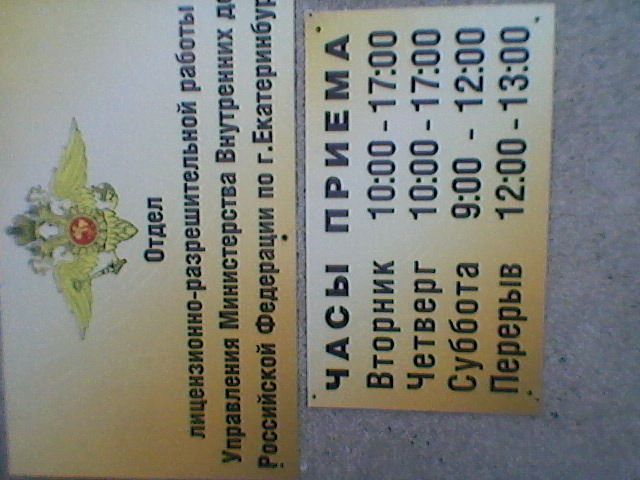 Отдел
лицензионно-разрешительной работы
Управления Министерства Внутренних
Российской Федерации по г.Екатеринбур
ЧАСЫ ПРИЕМА
Вторник 10:00 - 17:00
Четверг 10:00 - 17:00
Суббота 9:00 - 12:00
Перерыв 12:00 - 13:00